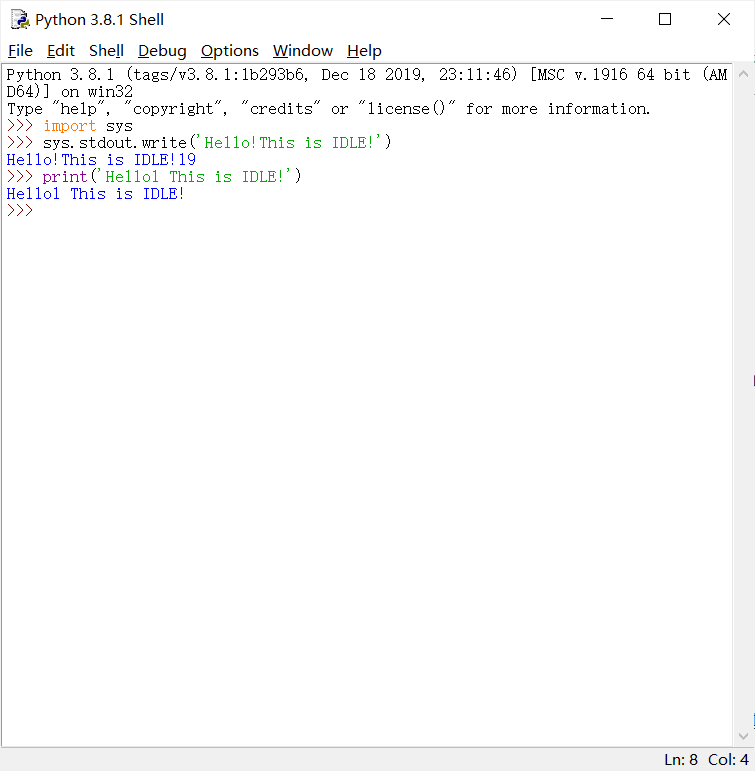 Python 3.8.1 Shell
File Edit Shell Debug Options Window Help
Python 3.8.1 (tags/v3.8.1:1b293b6, Dec 18 2019, 23:11:46) [MSC v.1916 64 bit (AM
D64)] on win32
Type "help", "copyright", "credits" or "license()" for more information.
>>> import sys
>>> sys.stdout.write('Hello!This is IDLE!')
Hello!This is IDLE!19
>>> print('Hello1 This is IDLE!')
Hello1 This is IDLE!
>>>
Ln: 8 Col: 4